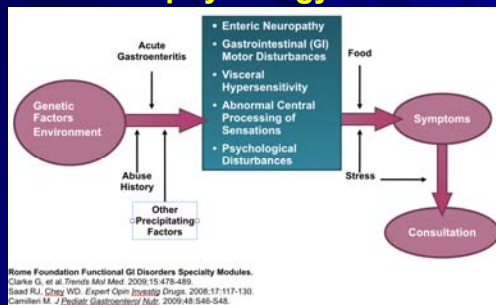 Acute
Gastroenteritis
• Enteric Neuropathy
• Gastrointestinal (GI)
Motor Disturbances
• Visceral
Hypersensitivity
• Abnormal Central
Processing of
Sensations
• Psychological
Disturbances
Food
Genetic
Factors
Environment
Symptoms
Abuse
History
Other
Precipitating
Factors
Stress
Consultation
Rome Foundation Functional GI Disorders Specialty Modules.
Clarke G, et al. Trends Mol Med. 2009;15:478-489.
Saad RJ, Chey WD. Expert Opin Investig Drugs. 2008;17:117-130.
Camilleri M. J Pediatr Gastroenterol Nutr. 2009;48:S46-S48.